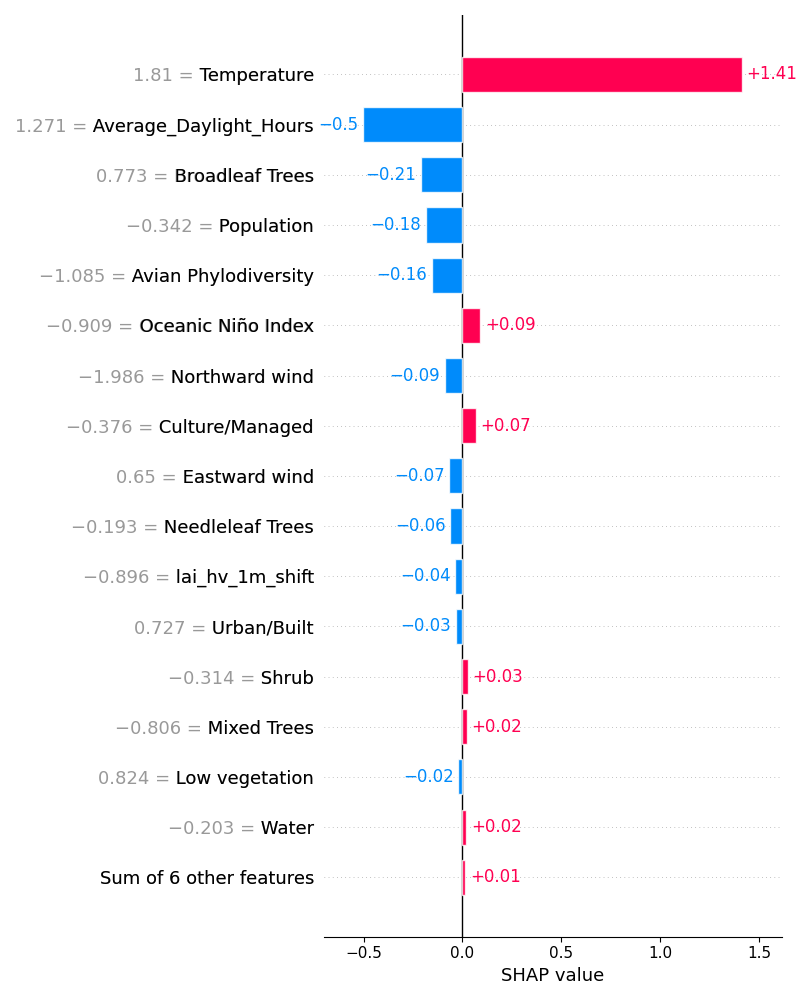 1.81 = Temperature +1.41
1.271 = Average_Daylight_Hours −0.5
0.773 = Broadleaf Trees −0.21
−0.342 = Population −0.18
−1.085 = Avian Phylodiversity −0.16
−0.909 = Oceanic Niño Index +0.09
−1.986 = Northward wind −0.09
−0.376 = Culture/Managed +0.07
0.65 = Eastward wind −0.07
−0.193 = Needleleaf Trees −0.06
−0.896 = lai_hv_1m_shift −0.04
0.727 = Urban/Built −0.03
−0.314 = Shrub +0.03
−0.806 = Mixed Trees +0.02
0.824 = Low vegetation −0.02
−0.203 = Water +0.02
Sum of 6 other features +0.01
−0.5 0.0 0.5 1.0 1.5
SHAP value